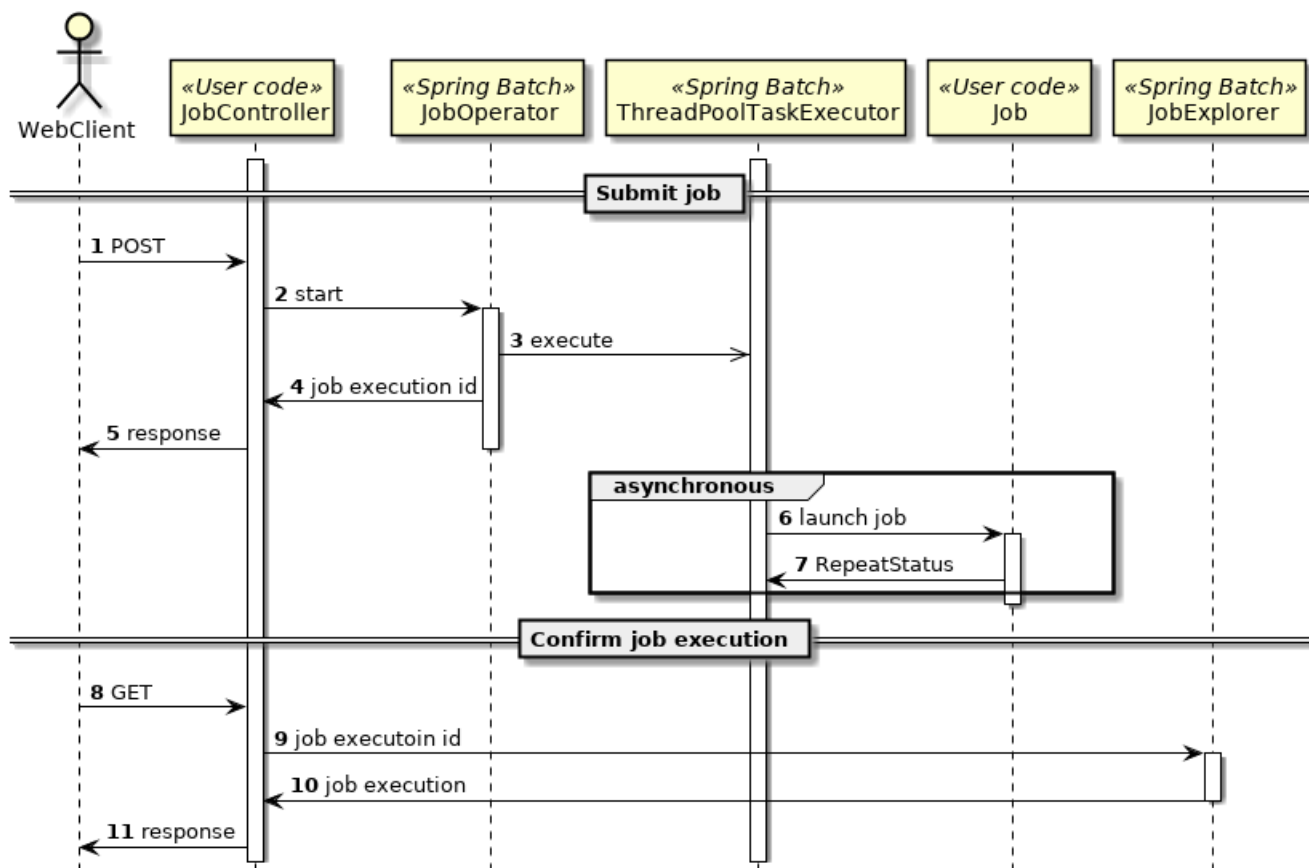 WebClient
«User code»
JobController
«Spring Batch»
JobOperator
«Spring Batch»
ThreadPoolTaskExecutor
«User code»
Job
«Spring Batch»
JobExplorer
Submit job
1 POST
2 start
3 execute
4 job execution id
5 response
asynchronous
6 launch job
7 RepeatStatus
Confirm job execution
8 GET
9 job executoin id
10 job execution
11 response